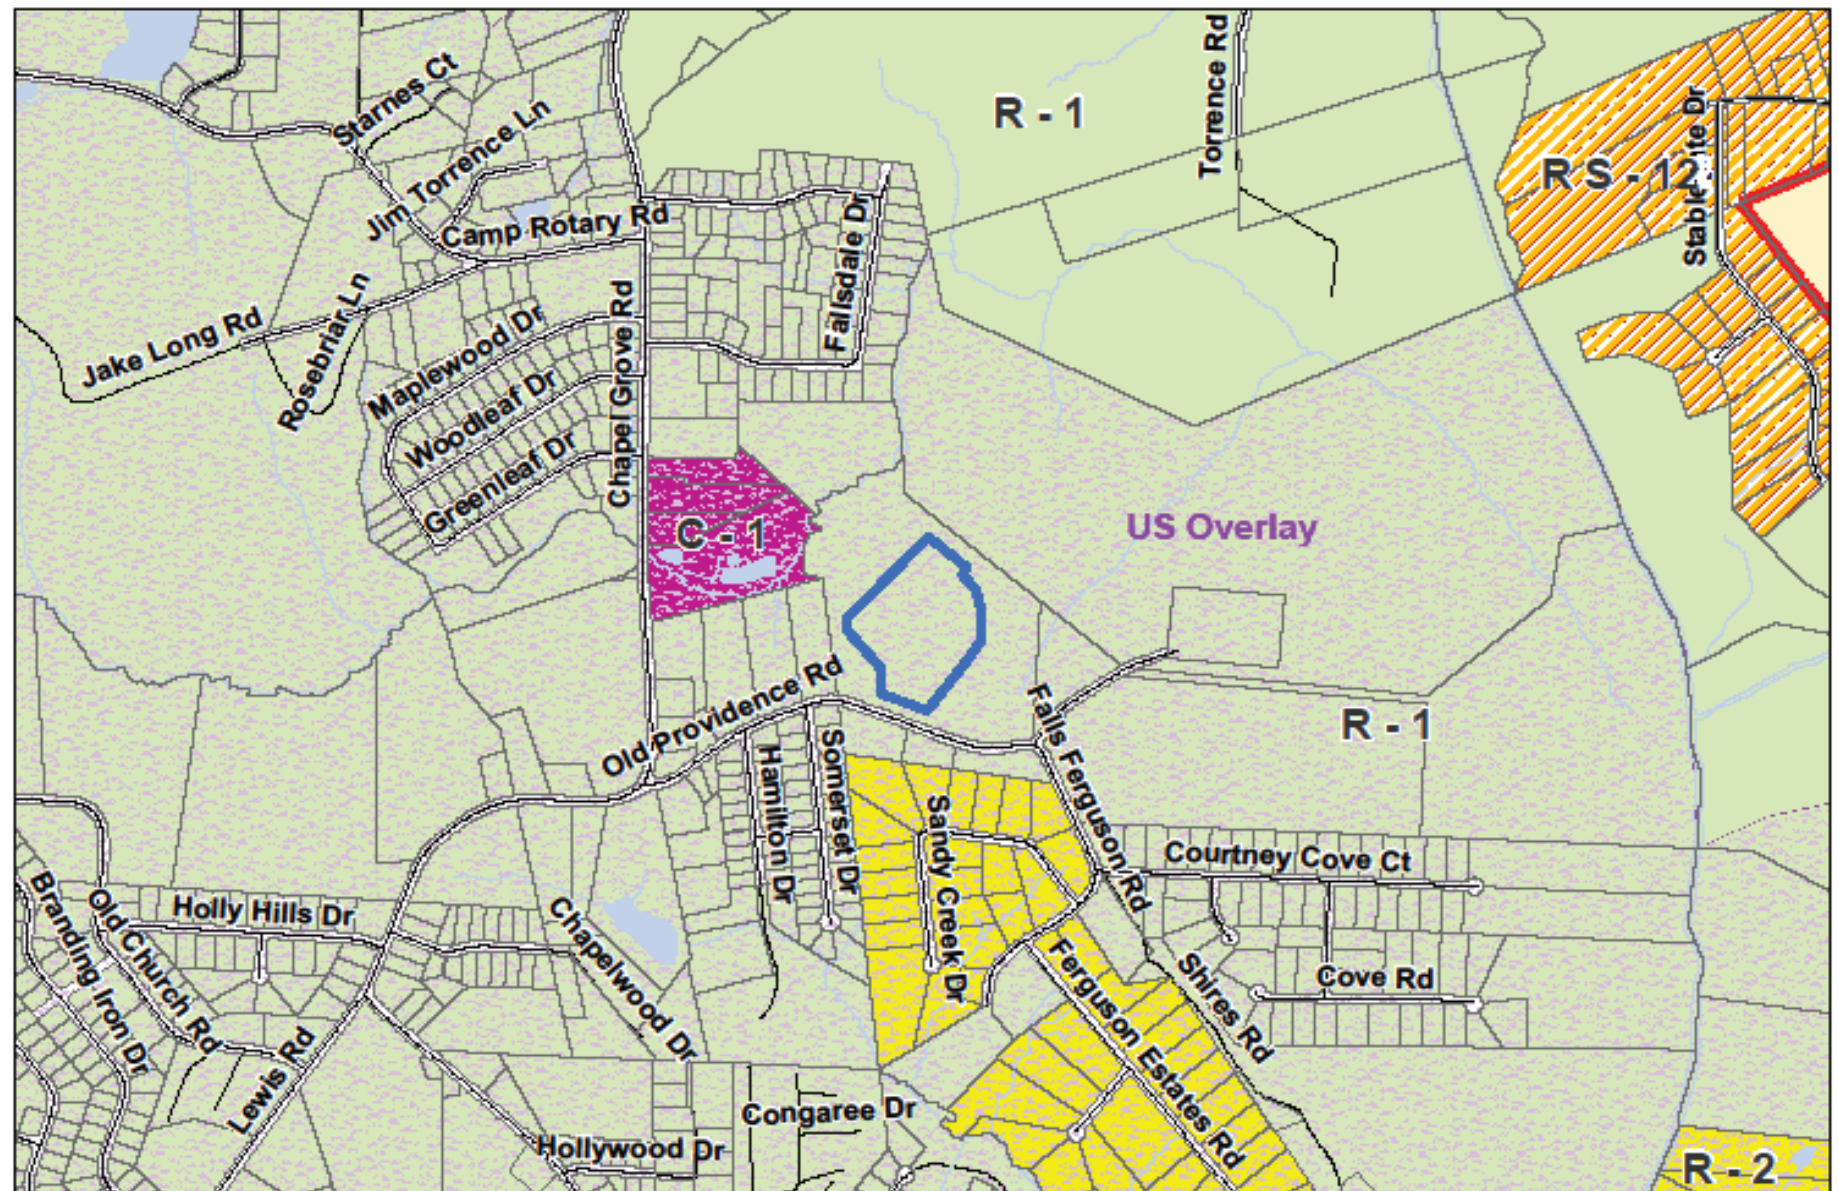 Starnes Ct
Jim Torrence Ln
Camp Rotary Rd
R - 1
Torrence Rd
R S - 12
Fallsdale Dr
Jake Long Rd
Rosebriar Ln
Maplewood Dr
Woodleaf Dr
Greenleaf Dr
Chapel Grove Rd
C - 1
US Overlay
Old Providence Rd
Falls Ferguson Rd
R - 1
Hamilton Dr
Somerset Dr
Sandy Creek Dr
Courtney Cove Ct
Holly Hills Dr
Old Church Rd
Branding Iron Dr
Chapelwood Dr
Ferguson Estates Rd
Shires Rd
Cove Rd
Lewis Rd
Congaree Dr
Hollywood Dr
R - 2